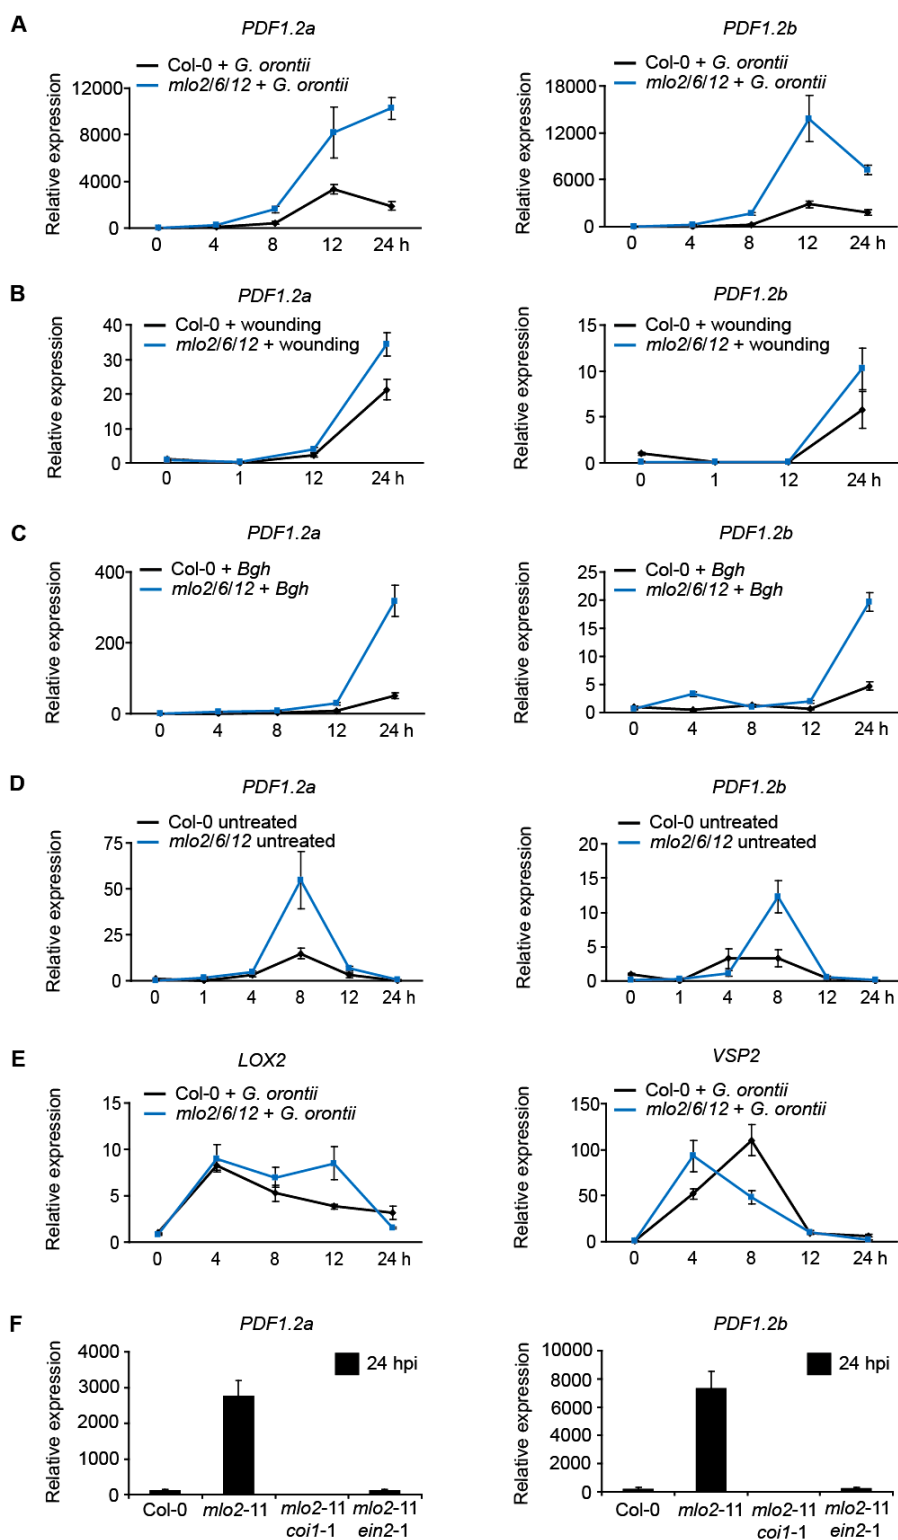 A
PDF1.2a
Col-0 + G. orontii
mlo2/6/12 + G. orontii
Relative expression
12000
8000
4000
0
0 4 8 12 24 h
PDF1.2b
Col-0 + G. orontii
mlo2/6/12 + G. orontii
Relative expression
18000
12000
6000
0
0 4 8 12 24 h
B
PDF1.2a
Col-0 + wounding
mlo2/6/12 + wounding
Relative expression
40
30
20
10
0
0 1 12 24 h
PDF1.2b
Col-0 + wounding
mlo2/6/12 + wounding
Relative expression
15
10
5
0
0 1 12 24 h
C
PDF1.2a
Col-0 + Bgh
mlo2/6/12 + Bgh
Relative expression
400
200
0
0 4 8 12 24 h
PDF1.2b
Col-0 + Bgh
mlo2/6/12 + Bgh
Relative expression
25
20
15
10
5
0
0 4 8 12 24 h
D
PDF1.2a
Col-0 untreated
mlo2/6/12 untreated
Relative expression
75
50
25
0
0 1 4 8 12 24 h
PDF1.2b
Col-0 untreated
mlo2/6/12 untreated
Relative expression
20
15
10
5
0
0 1 4 8 12 24 h
E
LOX2
Col-0 + G. orontii
mlo2/6/12 + G. orontii
Relative expression
15
10
5
0
0 4 8 12 24 h
VSP2
Col-0 + G. orontii
mlo2/6/12 + G. orontii
Relative expression
150
100
50
0
0 4 8 12 24 h
F
PDF1.2a
24 hpi
Relative expression
4000
3000
2000
1000
0
Col-0 mlo2-11 mlo2-11 mlo2-11
coi1-1 ein2-1
PDF1.2b
24 hpi
Relative expression
10000
8000
6000
4000
2000
0
Col-0 mlo2-11 mlo2-11 mlo2-11
coi1-1 ein2-1